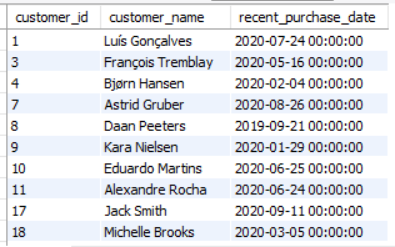 customer_id customer_name recent_purchase_date
1 Luís Gonçalves 2020-07-24 00:00:00
3 François Tremblay 2020-05-16 00:00:00
4 Bjørn Hansen 2020-02-04 00:00:00
7 Astrid Gruber 2020-08-26 00:00:00
8 Daan Peeters 2019-09-21 00:00:00
9 Kara Nielsen 2020-01-29 00:00:00
10 Eduardo Martins 2020-06-25 00:00:00
11 Alexandre Rocha 2020-06-24 00:00:00
17 Jack Smith 2020-09-11 00:00:00
18 Michelle Brooks 2020-03-05 00:00:00